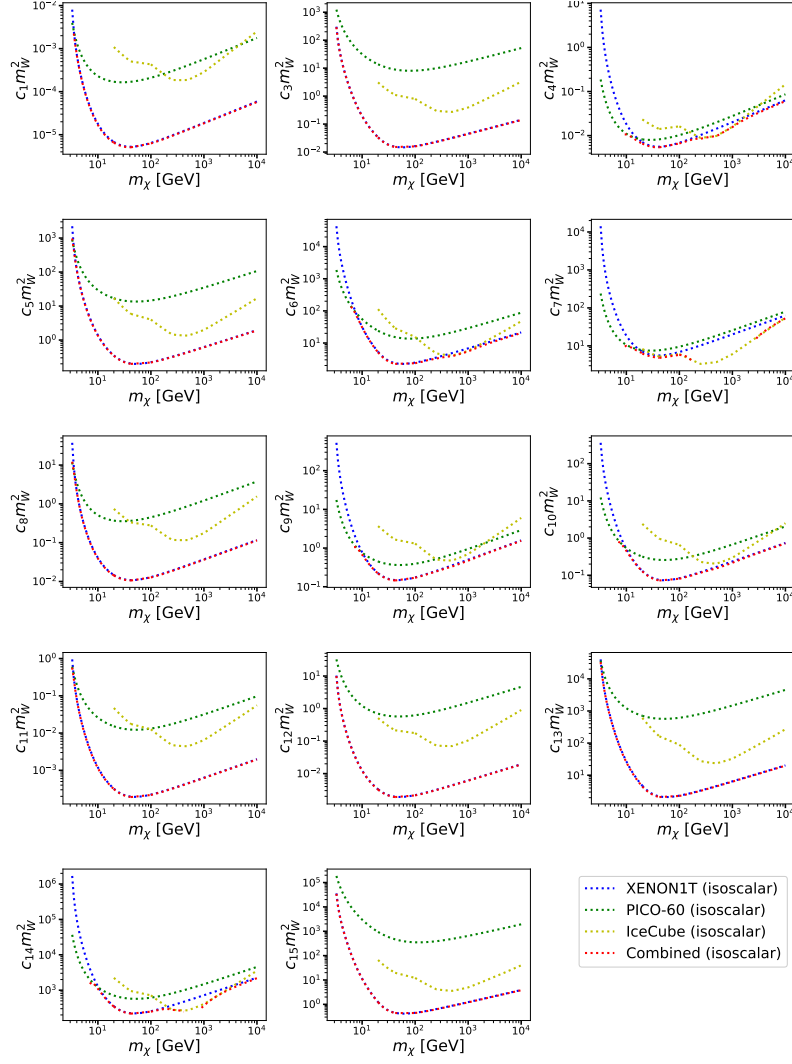 c₁m²_W
10⁻²
10⁻³
10⁻⁴
10⁻⁵
10¹ 10² 10³ 10⁴
m_χ [GeV]
c₃m²_W
10³
10²
10¹
10⁰
10⁻¹
10⁻²
10¹ 10² 10³ 10⁴
m_χ [GeV]
c₄m²_W
10¹
10⁰
10⁻¹
10⁻²
10¹ 10² 10³ 10⁴
m_χ [GeV]
c₅m²_W
10³
10²
10¹
10⁰
10¹ 10² 10³ 10⁴
m_χ [GeV]
c₆m²_W
10⁴
10³
10²
10¹
10¹ 10² 10³ 10⁴
m_χ [GeV]
c₇m²_W
10⁴
10³
10²
10¹
10¹ 10² 10³ 10⁴
m_χ [GeV]
c₈m²_W
10¹
10⁰
10⁻¹
10⁻²
10¹ 10² 10³ 10⁴
m_χ [GeV]
c₉m²_W
10²
10¹
10⁰
10⁻¹
10¹ 10² 10³ 10⁴
m_χ [GeV]
c₁₀m²_W
10²
10¹
10⁰
10⁻¹
10¹ 10² 10³ 10⁴
m_χ [GeV]
c₁₁m²_W
10⁰
10⁻¹
10⁻²
10⁻³
10¹ 10² 10³ 10⁴
m_χ [GeV]
c₁₂m²_W
10¹
10⁰
10⁻¹
10⁻²
10¹ 10² 10³ 10⁴
m_χ [GeV]
c₁₃m²_W
10⁴
10³
10²
10¹
10¹ 10² 10³ 10⁴
m_χ [GeV]
c₁₄m²_W
10⁶
10⁵
10⁴
10³
10¹ 10² 10³ 10⁴
m_χ [GeV]
c₁₅m²_W
10⁵
10⁴
10³
10²
10¹
10⁰
10¹ 10² 10³ 10⁴
m_χ [GeV]
XENON1T (isoscalar)
PICO-60 (isoscalar)
IceCube (isoscalar)
Combined (isoscalar)